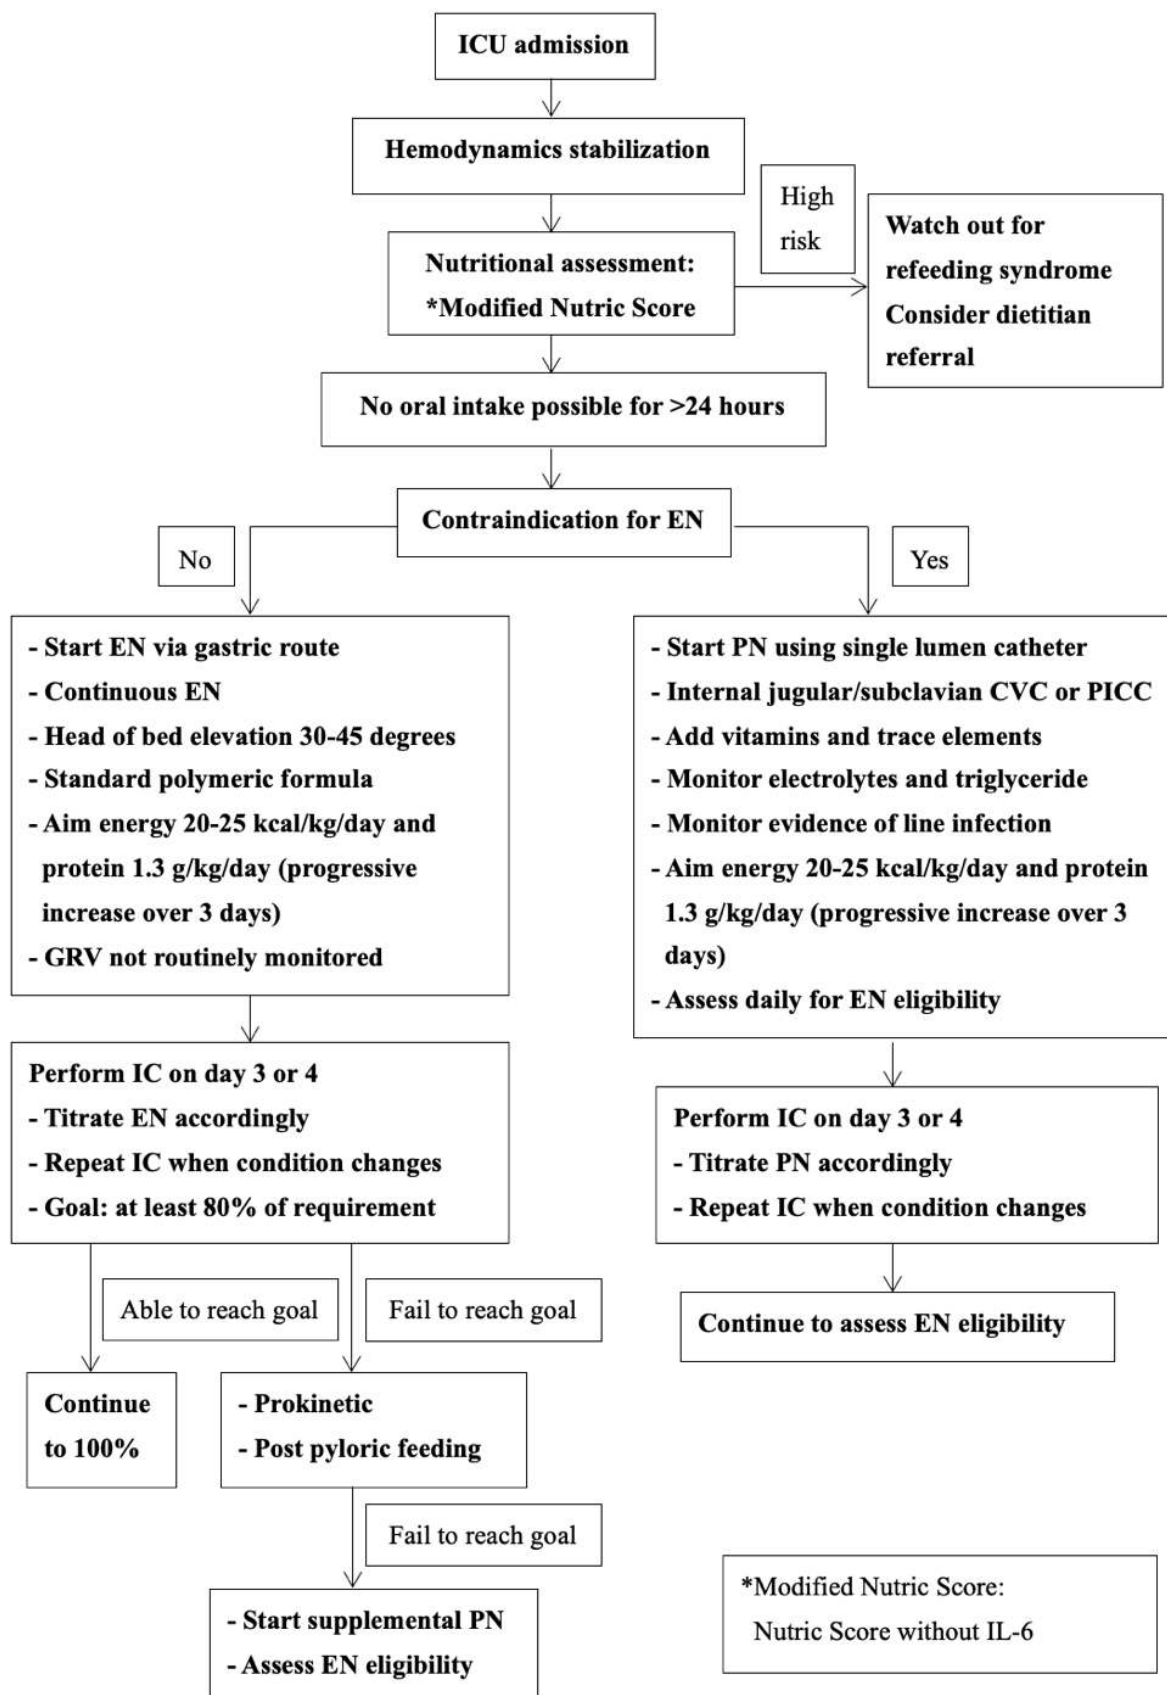 ICU admission
Hemodynamics stabilization
High
risk
Nutritional assessment:
*Modified Nutric Score
Watch out for
refeeding syndrome
Consider dietitian
referral
No oral intake possible for >24 hours
Contraindication for EN
No
Yes
- Start EN via gastric route
- Continuous EN
- Head of bed elevation 30-45 degrees
- Standard polymeric formula
- Aim energy 20-25 kcal/kg/day and
protein 1.3 g/kg/day (progressive
increase over 3 days)
- GRV not routinely monitored
- Start PN using single lumen catheter
- Internal jugular/subclavian CVC or PICC
- Add vitamins and trace elements
- Monitor electrolytes and triglyceride
- Monitor evidence of line infection
- Aim energy 20-25 kcal/kg/day and protein
1.3 g/kg/day (progressive increase over 3
days)
- Assess daily for EN eligibility
Perform IC on day 3 or 4
- Titrate EN accordingly
- Repeat IC when condition changes
- Goal: at least 80% of requirement
Perform IC on day 3 or 4
- Titrate PN accordingly
- Repeat IC when condition changes
Able to reach goal
Fail to reach goal
Continue to assess EN eligibility
Continue
to 100%
- Prokinetic
- Post pyloric feeding
Fail to reach goal
- Start supplemental PN
- Assess EN eligibility
*Modified Nutric Score:
Nutric Score without IL-6